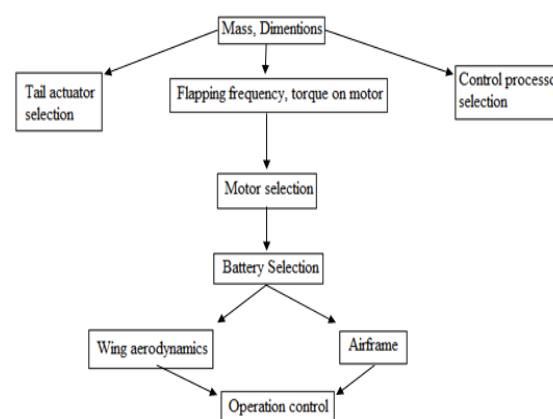 Mass, Dimentions
Tail actuator
selection
Flapping frequency, torque on motor
Control processo
selection
Motor selection
Battery Selection
Wing aerodynamics
Airframe
Operation control